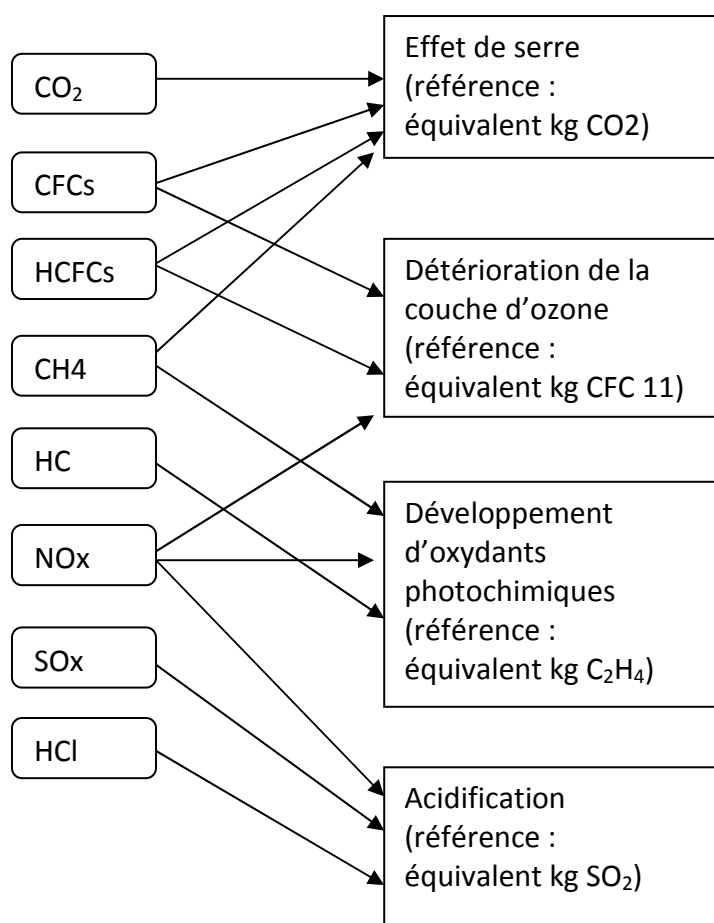 CO₂
CFCs
HCFCs
CH4
HC
NOx
SOx
HCl
Effet de serre
(référence :
équivalent kg CO2)
Détérioration de la
couche d’ozone
(référence :
équivalent kg CFC 11)
Développement
d’oxydants
photochimiques
(référence :
équivalent kg C₂H₄)
Acidification
(référence :
équivalent kg SO₂)